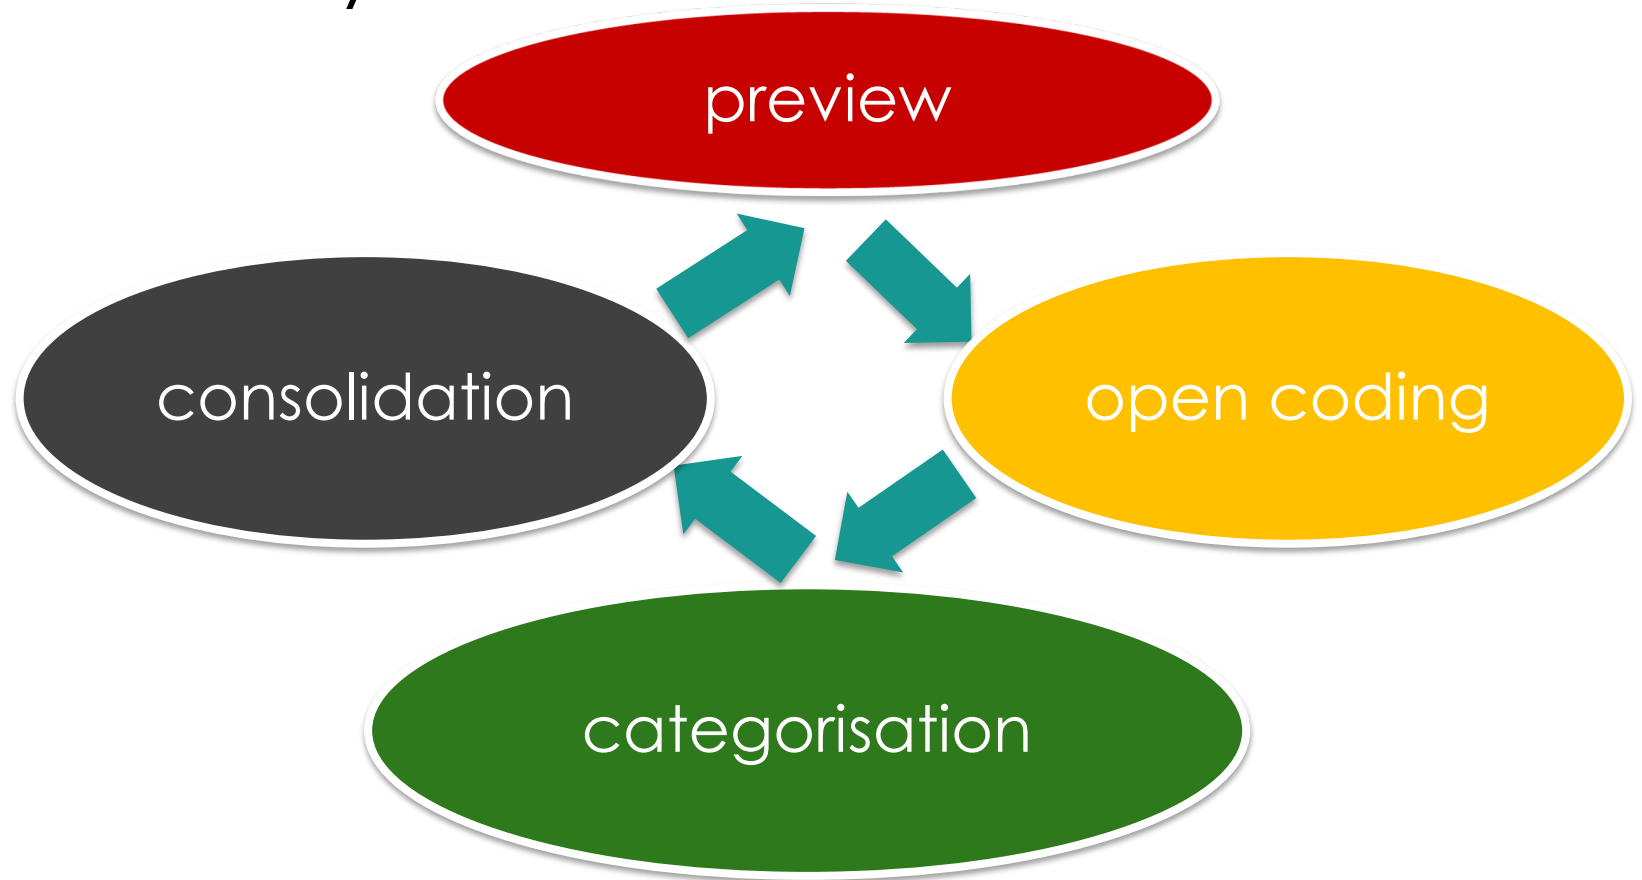 preview
consolidation
open coding
categorisation